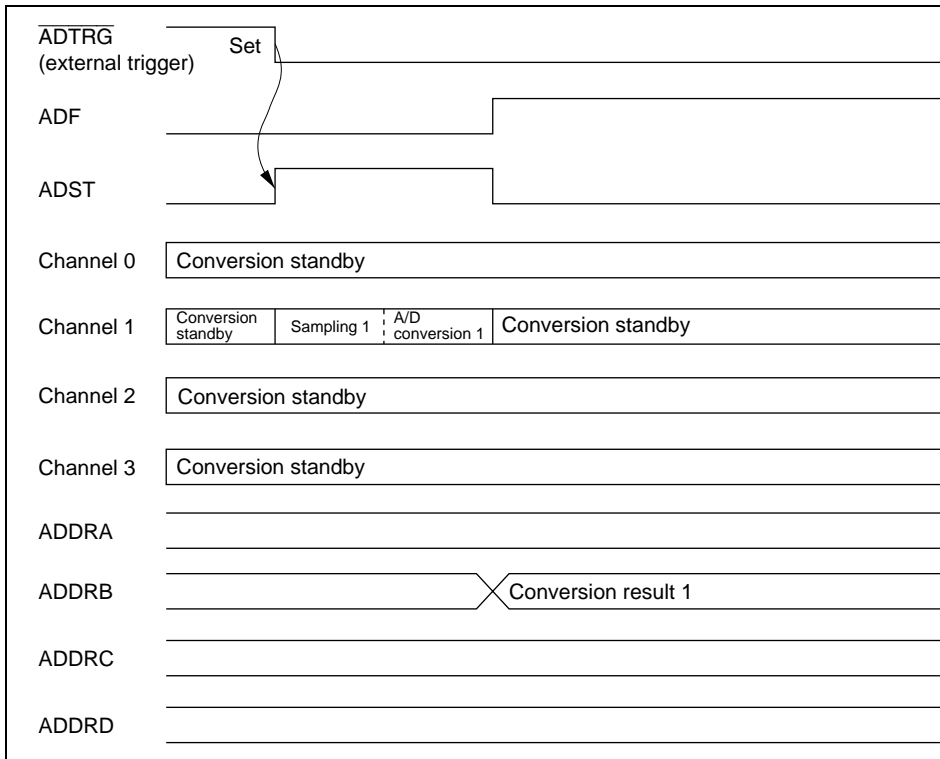 ADTRG
(external trigger)
Set
ADF
ADST
Channel 0
Conversion standby
Channel 1
Conversion
standby
Sampling 1
A/D
conversion 1
Conversion standby
Channel 2
Conversion standby
Channel 3
Conversion standby
ADDRA
ADDRB
Conversion result 1
ADDRC
ADDRD